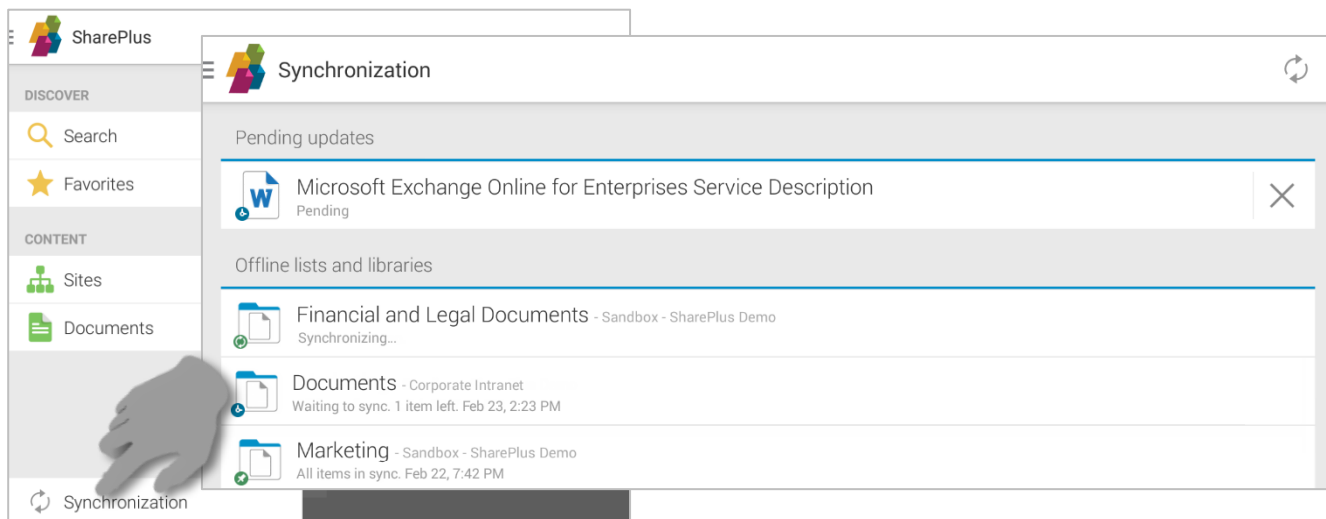 SharePlus
DISCOVER
Search
Favorites
CONTENT
Sites
Documents
Synchronization
Synchronization
Pending updates
W
Microsoft Exchange Online for Enterprises Service Description
Pending
Offline lists and libraries
Financial and Legal Documents - Sandbox - SharePlus Demo
Synchronizing...
Documents - Corporate Intranet
Waiting to sync. 1 item left. Feb 23, 2:23 PM
Marketing - Sandbox - SharePlus Demo
All items in sync. Feb 22, 7:42 PM